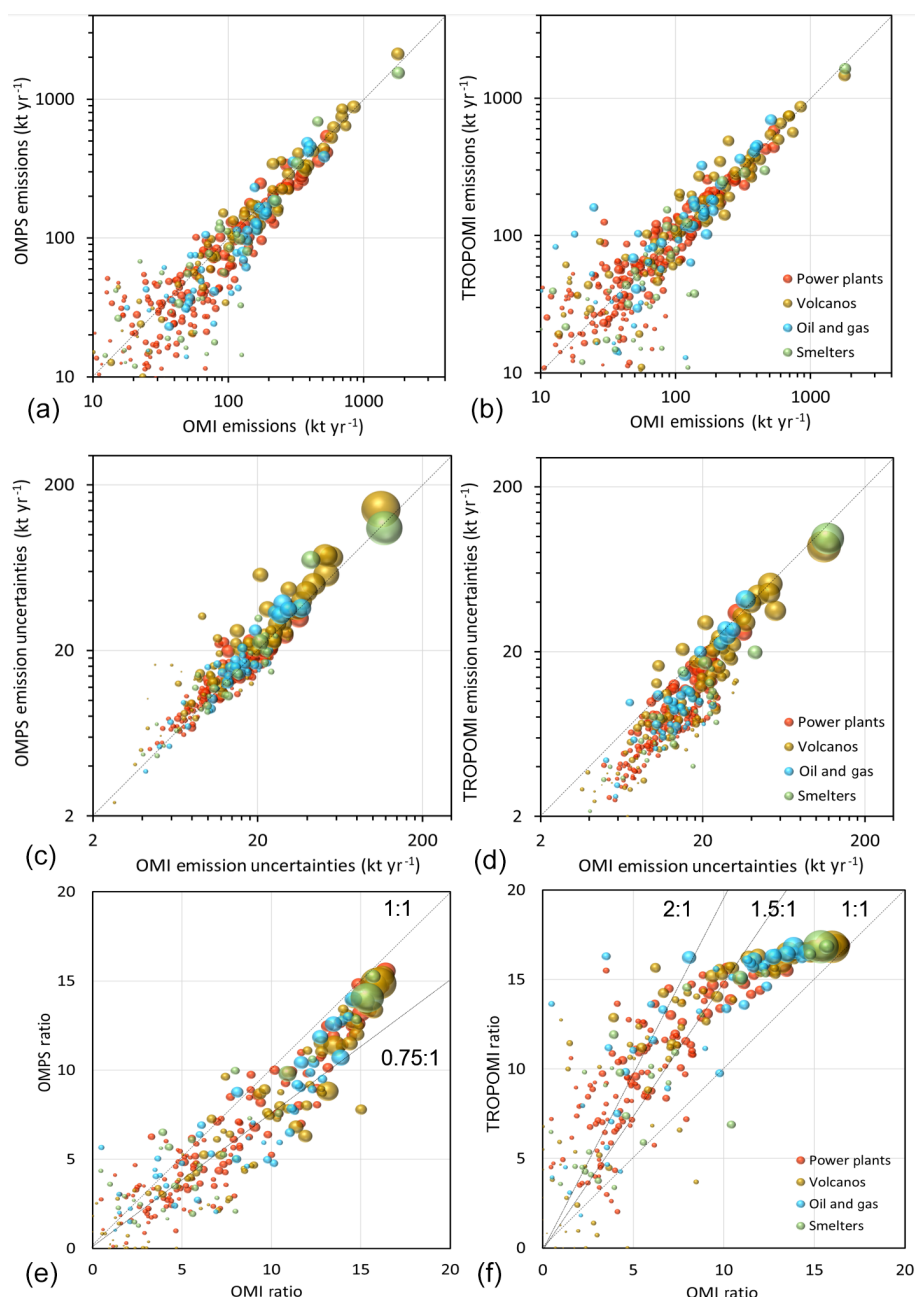 OMPS emissions (kt yr-1)
1000
100
10
10 100 1000
(a)
OMI emissions (kt yr-1)
TROPOMI emissions (kt yr-1)
1000
100
10
Power plants
Volcanos
Oil and gas
Smelters
10 100 1000
(b)
OMI emissions (kt yr-1)
OMPS emission uncertainties (kt yr-1)
200
20
2
2 20 200
(c)
OMI emission uncertainties (kt yr-1)
TROPOMI emission uncertainties (kt yr-1)
200
20
2
Power plants
Volcanos
Oil and gas
Smelters
2 20 200
(d)
OMI emission uncertainties (kt yr-1)
OMPS ratio
20
15
10
5
0
1:1
0.75:1
0 5 10 15 20
(e)
OMI ratio
TROPOMI ratio
20
15
10
5
0
2:1 1.5:1 1:1
Power plants
Volcanos
Oil and gas
Smelters
0 5 10 15 20
(f)
OMI ratio